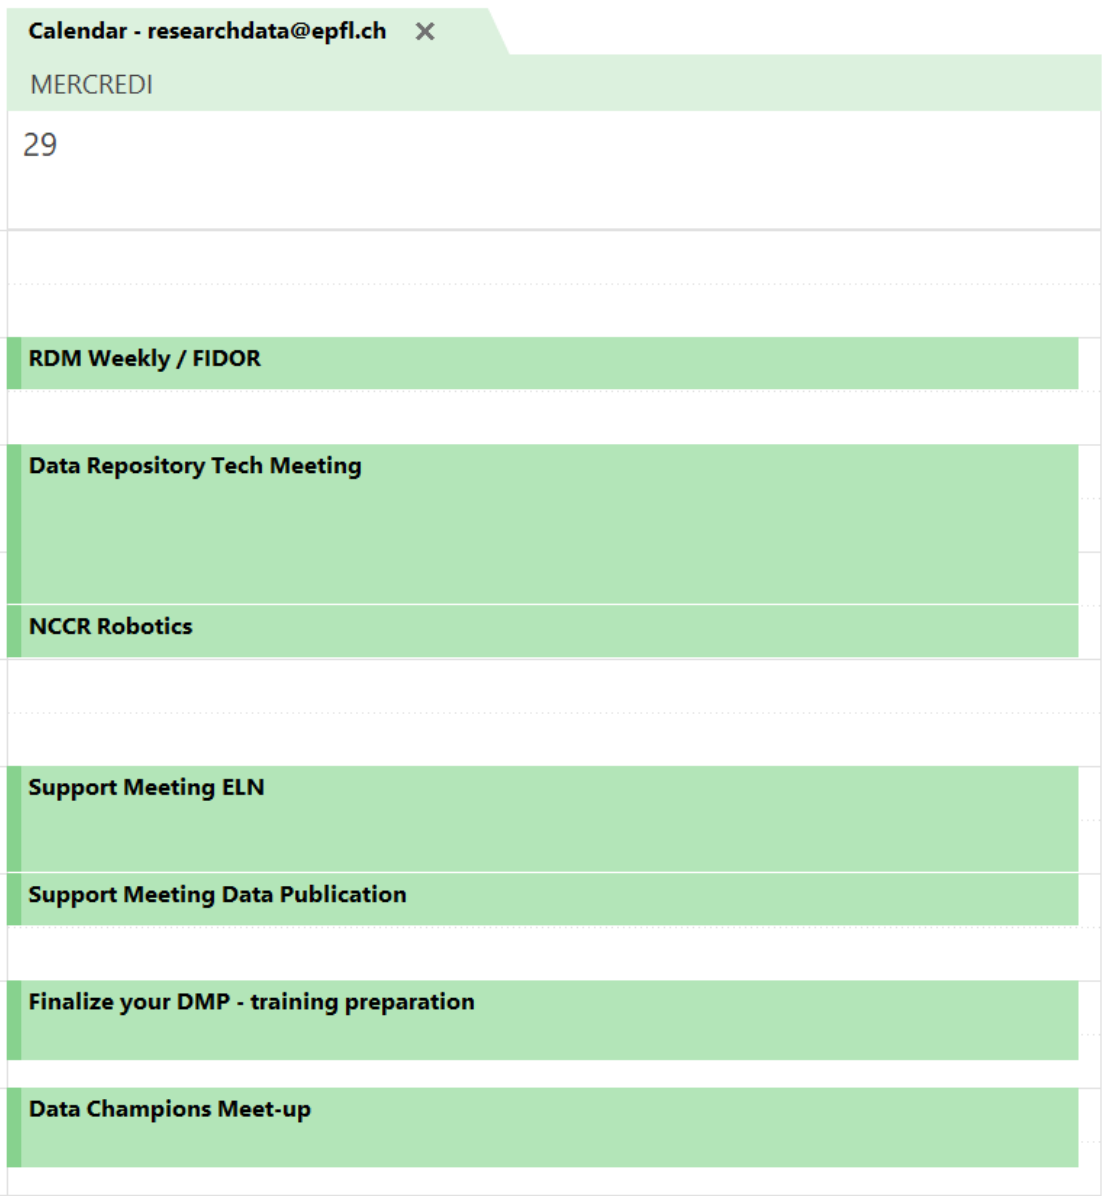 Calendar - researchdata@epfl.ch ×
MERCREDI
29
RDM Weekly / FIDOR
Data Repository Tech Meeting
NCCR Robotics
Support Meeting ELN
Support Meeting Data Publication
Finalize your DMP - training preparation
Data Champions Meet-up